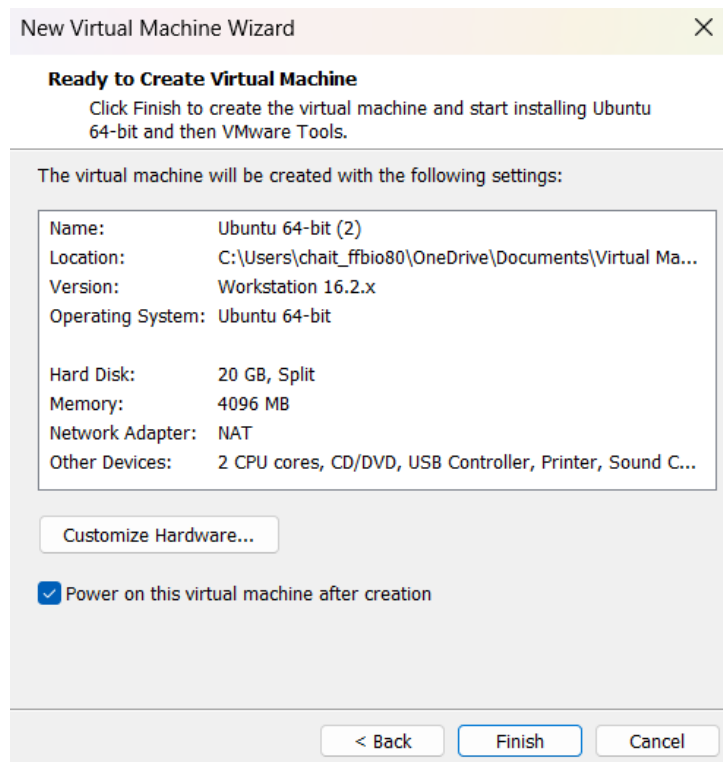 New Virtual Machine Wizard
Ready to Create Virtual Machine
Click Finish to create the virtual machine and start installing Ubuntu
64-bit and then VMware Tools.
The virtual machine will be created with the following settings:
Name: Ubuntu 64-bit (2)
Location: C:\Users\chait_ffbio80\OneDrive\Documents\Virtual Ma...
Version: Workstation 16.2.x
Operating System: Ubuntu 64-bit
Hard Disk: 20 GB, Split
Memory: 4096 MB
Network Adapter: NAT
Other Devices: 2 CPU cores, CD/DVD, USB Controller, Printer, Sound C...
Customize Hardware...
Power on this virtual machine after creation
< Back Finish Cancel